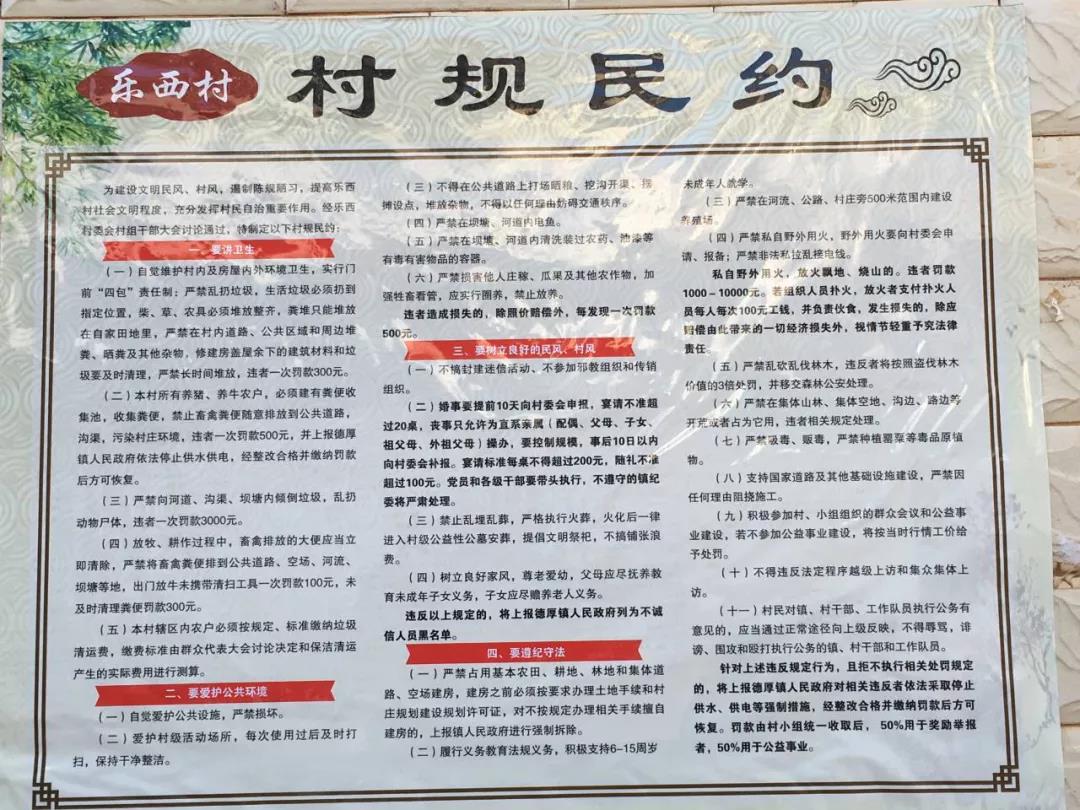 乐西村
村规民约
为建设文明民风、村风，遏制陈规陋习，提高乐西
村社会文明程度，充分发挥村民自治重要作用。经乐西
村委会村组干部大会讨论通过，特制定以下村规民约：
一、要讲卫生
（一）自觉维护村内及房屋内外环境卫生，实行门
前“四包”责任制；严禁乱扔垃圾，生活垃圾必须扔到
指定位置，柴、草、农具必须堆放整齐，粪堆只能堆放
在自家田地里，严禁在村内道路、公共区域和周边堆
粪、晒粪及其他杂物，修建房盖屋余下的建筑材料和垃
圾要及时清理，严禁长时间堆放，违者一次罚款300元。
（二）本村所有养猪、养牛农户，必须建有粪便收
集池，收集粪便，禁止畜禽粪便随意排放到公共道路，
沟渠，污染村庄环境，违者一次罚款500元，并上报德厚
镇人民政府依法停止供水供电，经整改合格并缴纳罚款
后方可恢复。
（三）严禁向河道、沟渠、坝塘内倾倒垃圾，乱扔
动物尸体，违者一次罚款3000元。
（四）放牧、耕作过程中，畜禽排放的大便应当立
即清除，严禁将畜禽粪便排到公共道路、空场、河流、
坝塘等地，出门放牛未携带清扫工具一次罚款100元，未
及时清理粪便罚款300元。
（五）本村辖区内农户必须按规定、标准缴纳垃圾
清运费，缴费标准由群众代表大会讨论决定和保洁清运
产生的实际费用进行测算。
二、要爱护公共环境
（一）自觉爱护公共设施，严禁损坏。
（二）爱护村级活动场所，每次使用过后及时打
扫，保持干净整洁。
（三）不得在公共道路上打场晒粮、挖沟开渠、摆
摊设点，堆放杂物，不得以任何理由妨碍交通秩序。
（四）严禁在坝塘、河道内电鱼。
（五）严禁在坝塘、河道内清洗装过农药、油漆等
有毒有害物品的容器。
（六）严禁损害他人庄稼、瓜果及其他农作物，加
强牲畜看管，应实行圈养，禁止放养。
违者造成损失的，除照价赔偿外，每发现一次罚款
500元。
三、要树立良好的民风、村风
（一）不搞封建迷信活动、不参加邪教组织和传销
组织。
（二）婚事要提前10天向村委会申报，宴请不准超
过20桌，丧事只允许为直系亲属（配偶、父母、子女、
祖父母、外祖父母）操办，要控制规模，事后10日以内
向村委会补报。宴请标准每桌不得超过200元，随礼不准
超过100元。党员和各级干部要带头执行，不遵守的镇纪
委将严肃处理。
（三）禁止乱埋乱葬，严格执行火葬，火化后一律
进入村级公益性公墓安葬，提倡文明祭祀，不搞铺张浪
费。
（四）树立良好家风，尊老爱幼，父母应尽抚养教
育未成年子女义务，子女应尽赡养老人义务。
违反以上规定的，将上报德厚镇人民政府列为不诚
信人员黑名单。
四、要遵纪守法
（一）严禁占用基本农田、耕地、林地和集体道
路、空场建房，建房之前必须按要求办理土地手续和村
庄规划建设规划许可证，对不按规定办理相关手续擅自
建房的，上报镇人民政府进行强制拆除。
（二）履行义务教育法规义务，积极支持6-15周岁
未成年人就学。
（三）严禁在河流、公路、村庄旁500米范围内建设
养殖场。
（四）严禁私自野外用火，野外用火要向村委会申
请、报备；严禁非法私拉乱接电线。
私自野外用火，放火飘地、烧山的。违者罚款
1000－10000元。若组织人员扑火，放火者支付扑火人
员每人每次100元工钱，并负责伙食，发生损失的，除应
赔偿由此带来的一切经济损失外，视情节轻重予究法律
责任。
（五）严禁乱砍乱伐林木，违反者将按照盗伐林木
价值的3倍处罚，并移交森林公安处理。
（六）严禁在集体山林、集体空地、沟边、路边等
开荒或者占为它用，违者相关规定处理。
（七）严禁吸毒、贩毒，严禁种植罂粟等毒品原植
物。
（八）支持国家道路及其他基础设施建设，严禁因
任何理由阻挠施工。
（九）积极参加村、小组组织的群众会议和公益事
业建设，若不参加公益事业建设，将按当时行情工价给
予处罚。
（十）不得违反法定程序越级上访和集众集体上
访。
（十一）村民对镇、村干部、工作队员执行公务有
意见的，应当通过正常途径向上级反映，不得辱骂，诽
谤、围攻和殴打执行公务的镇、村干部和工作队员。
针对上述违反规定行为，且拒不执行相关处罚规定
的，将上报德厚镇人民政府对相关违反者依法采取停止
供水、供电等强制措施，经整改合格并缴纳罚款后方可
恢复。罚款由村小组统一收取后，50%用于奖励举报
者，50%用于公益事业。